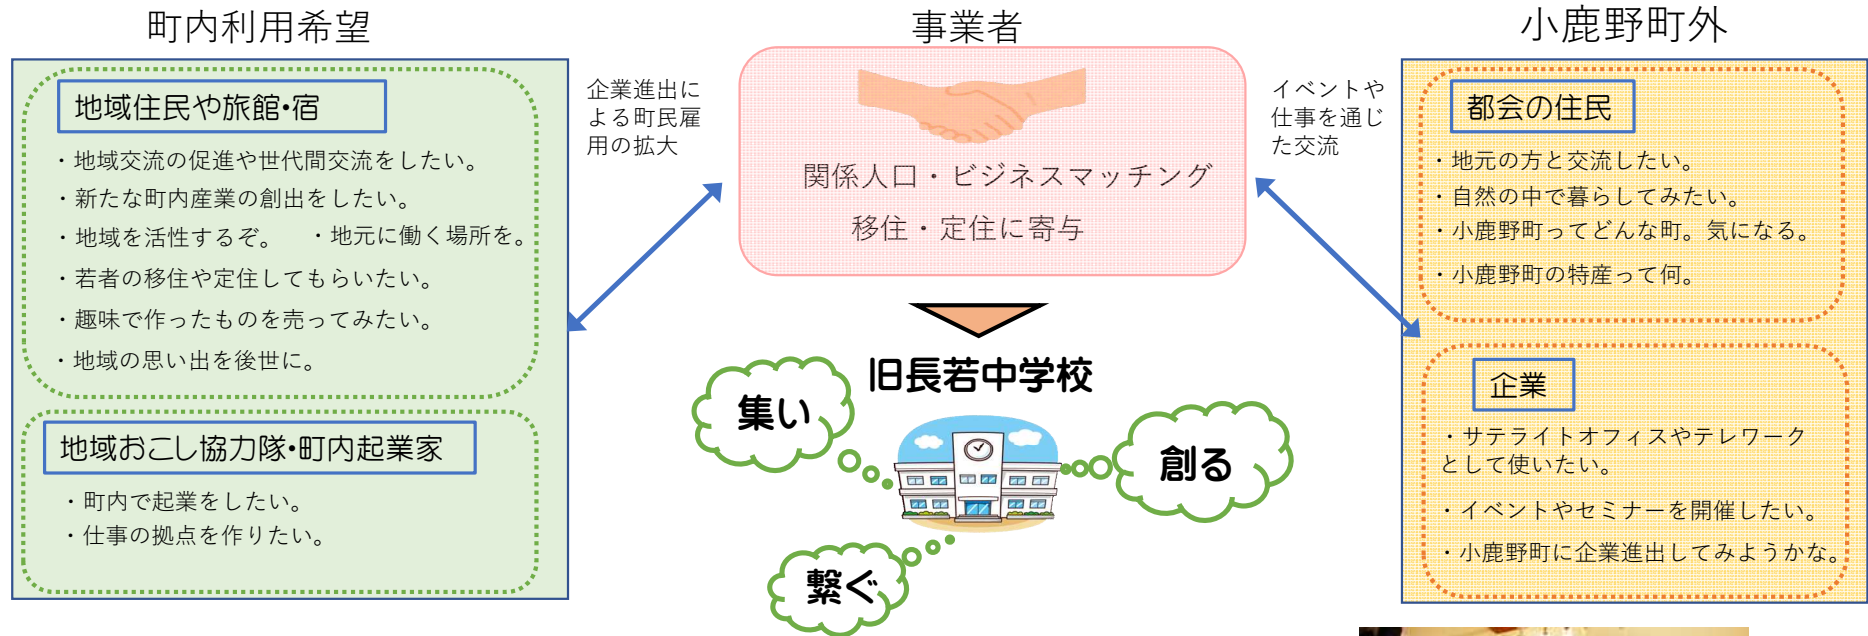 町内利用希望
地域住民や旅館・宿
・地域交流の促進や世代間交流をしたい。
・新たな町内産業の創出をしたい。
・地域を活性するぞ。 ・地元に働く場所を。
・若者の移住や定住してもらいたい。
・趣味で作ったものを売ってみたい。
・地域の思い出を後世に。
地域おこし協力隊・町内起業家
・町内で起業をしたい。
・仕事の拠点を作りたい。
企業進出に
よる町民雇
用の拡大
事業者
関係人口・ビジネスマッチング
移住・定住に寄与
旧長若中学校
集い
創る
繋ぐ
イベントや
仕事を通じ
た交流
小鹿野町外
都会の住民
・地元の方と交流したい。
・自然の中で暮らしてみたい。
・小鹿野町ってどんな町。気になる。
・小鹿野町の特産って何。
企業
・サテライトオフィスやテレワーク
として使いたい。
・イベントやセミナーを開催したい。
・小鹿野町に企業進出してみようかな。